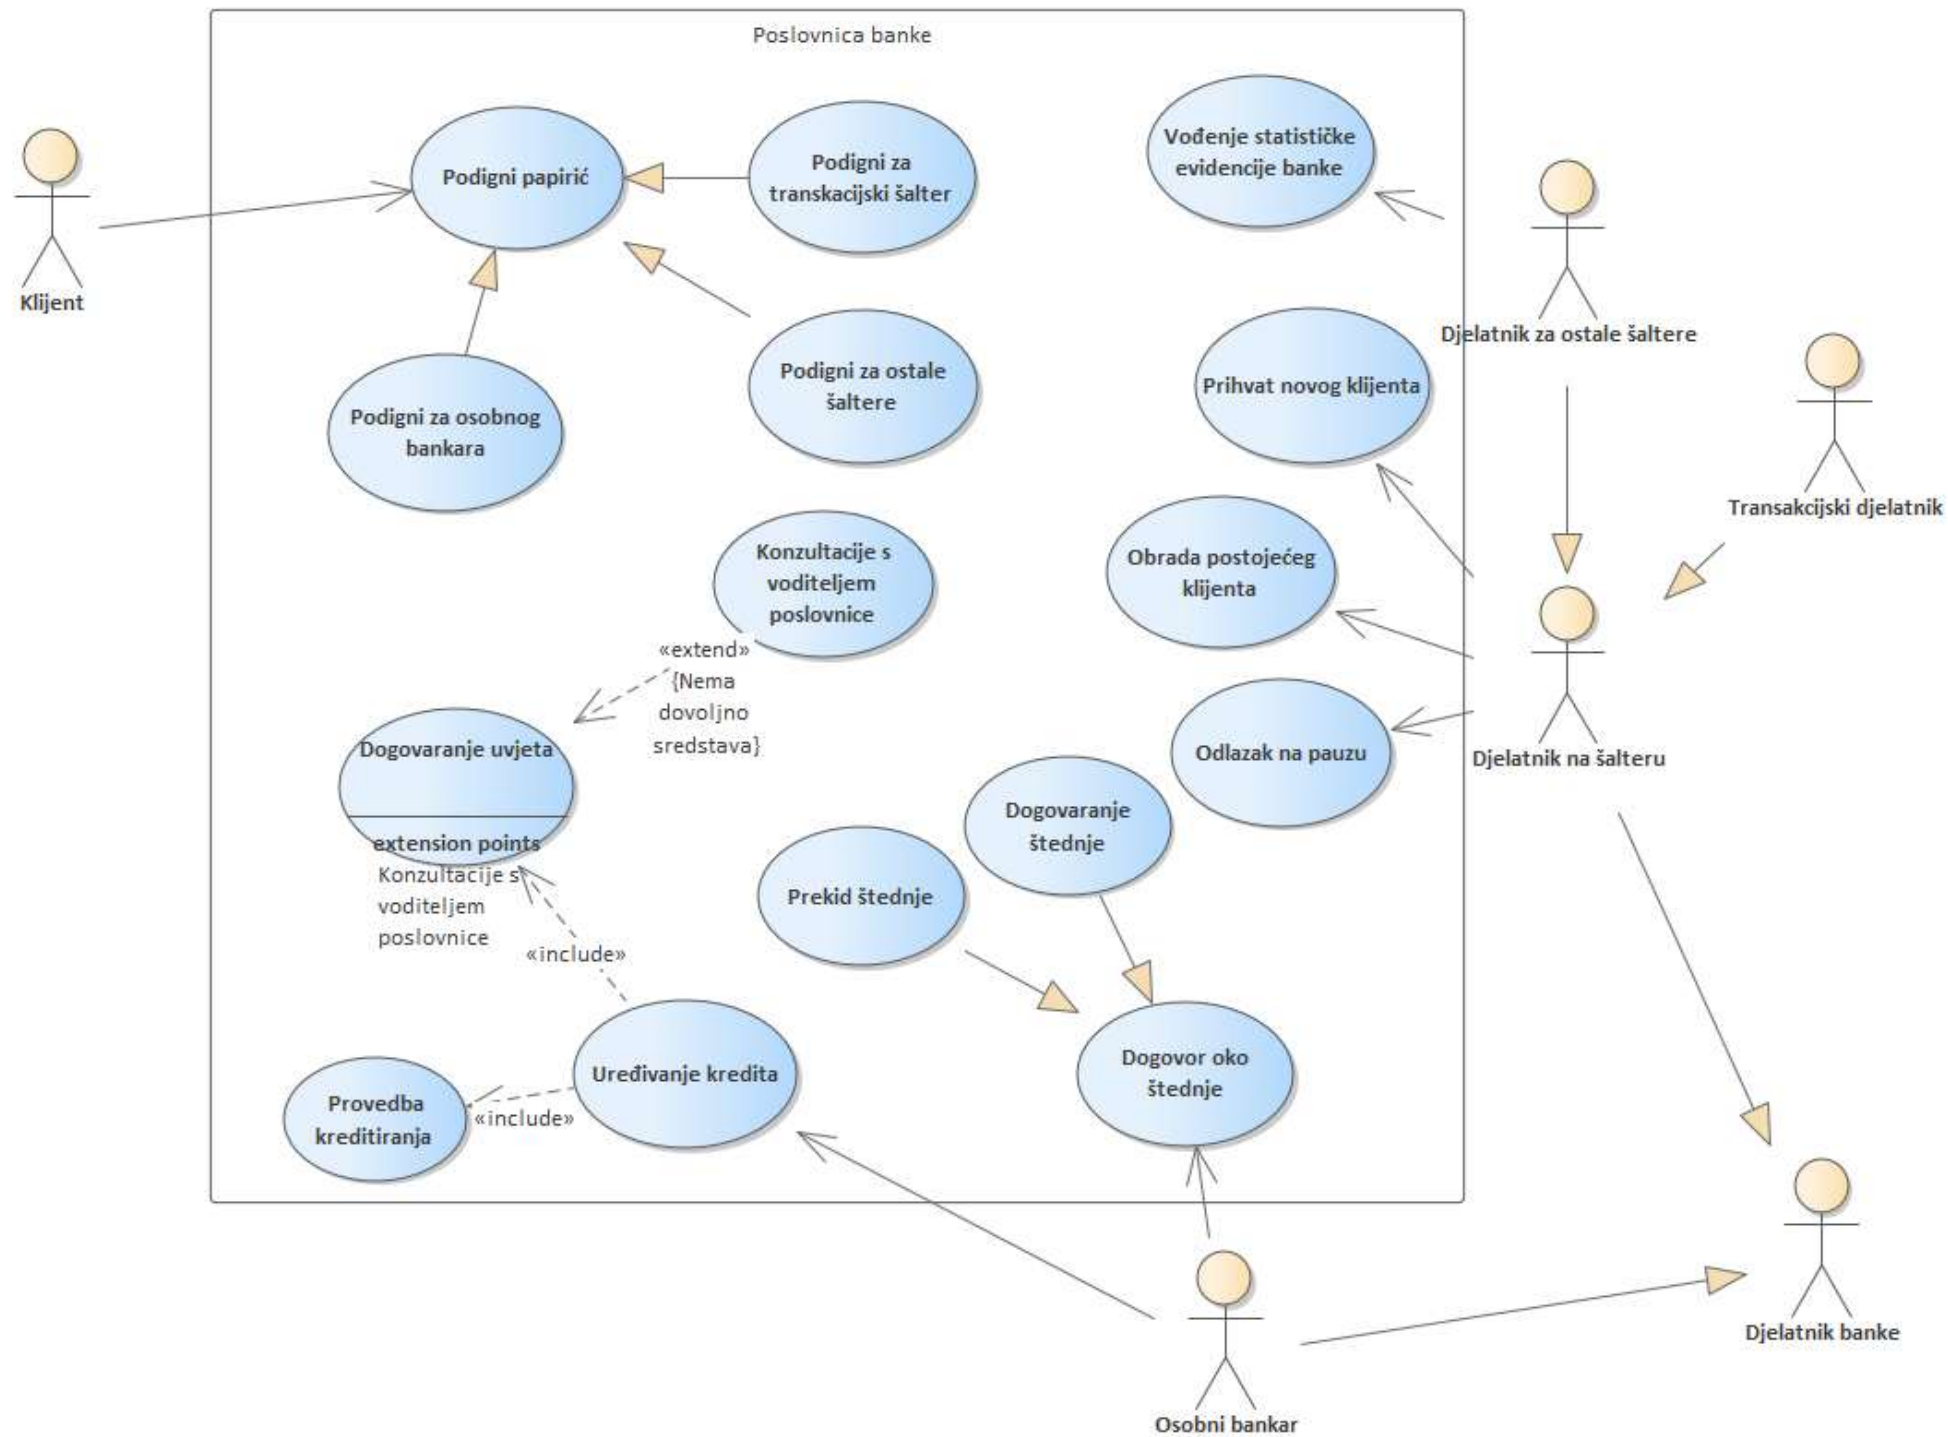 Poslovnica banke
Klijent
Podigni papirić
Podigni za
transkacijski šalter
Vođenje statističke
evidencije banke
Djelatnik za ostale šaltere
Podigni za osobnog
bankara
Podigni za ostale
šaltere
Prihvat novog klijenta
Transakcijski djelatnik
Konzultacije s
voditeljem
poslovnice
Obrada postojećeg
klijenta
«extend»
{Nema
dovoljno
sredstava}
Dogovaranje uvjeta
extension points
Konzultacije s
voditeljem
poslovnice
Odlazak na pauzu
Djelatnik na šalteru
Dogovaranje
štednje
Prekid štednje
«include»
Uređivanje kredita
Dogovor oko
štednje
Provedba
kreditiranja
«include»
Djelatnik banke
Osobni bankar